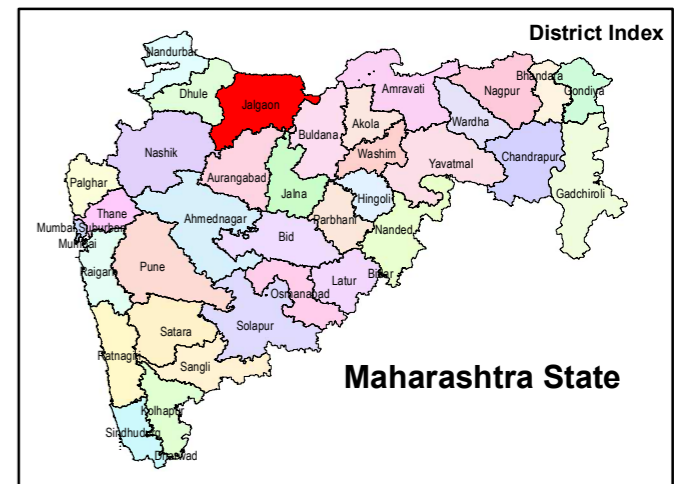 District Index
Nandurbar
Dhule
Jalgaon
Amravati
Nagpur
Bhandara
Gondiya
Buldana
Akola
Wardha
Nashik
Washim
Yavatmal
Chandrapur
Palghar
Aurangabad
Jalna
Hingoli
Gadchiroli
Thane
Ahmednagar
Parbhani
Mumbai Suburban
Mumbai
Bid
Nanded
Raigarh
Pune
Latur
Bidar
Osmanabad
Satara
Solapur
Ratnagiri
Sangli
Maharashtra State
Kolhapur
Sindhudurg
Dharwad